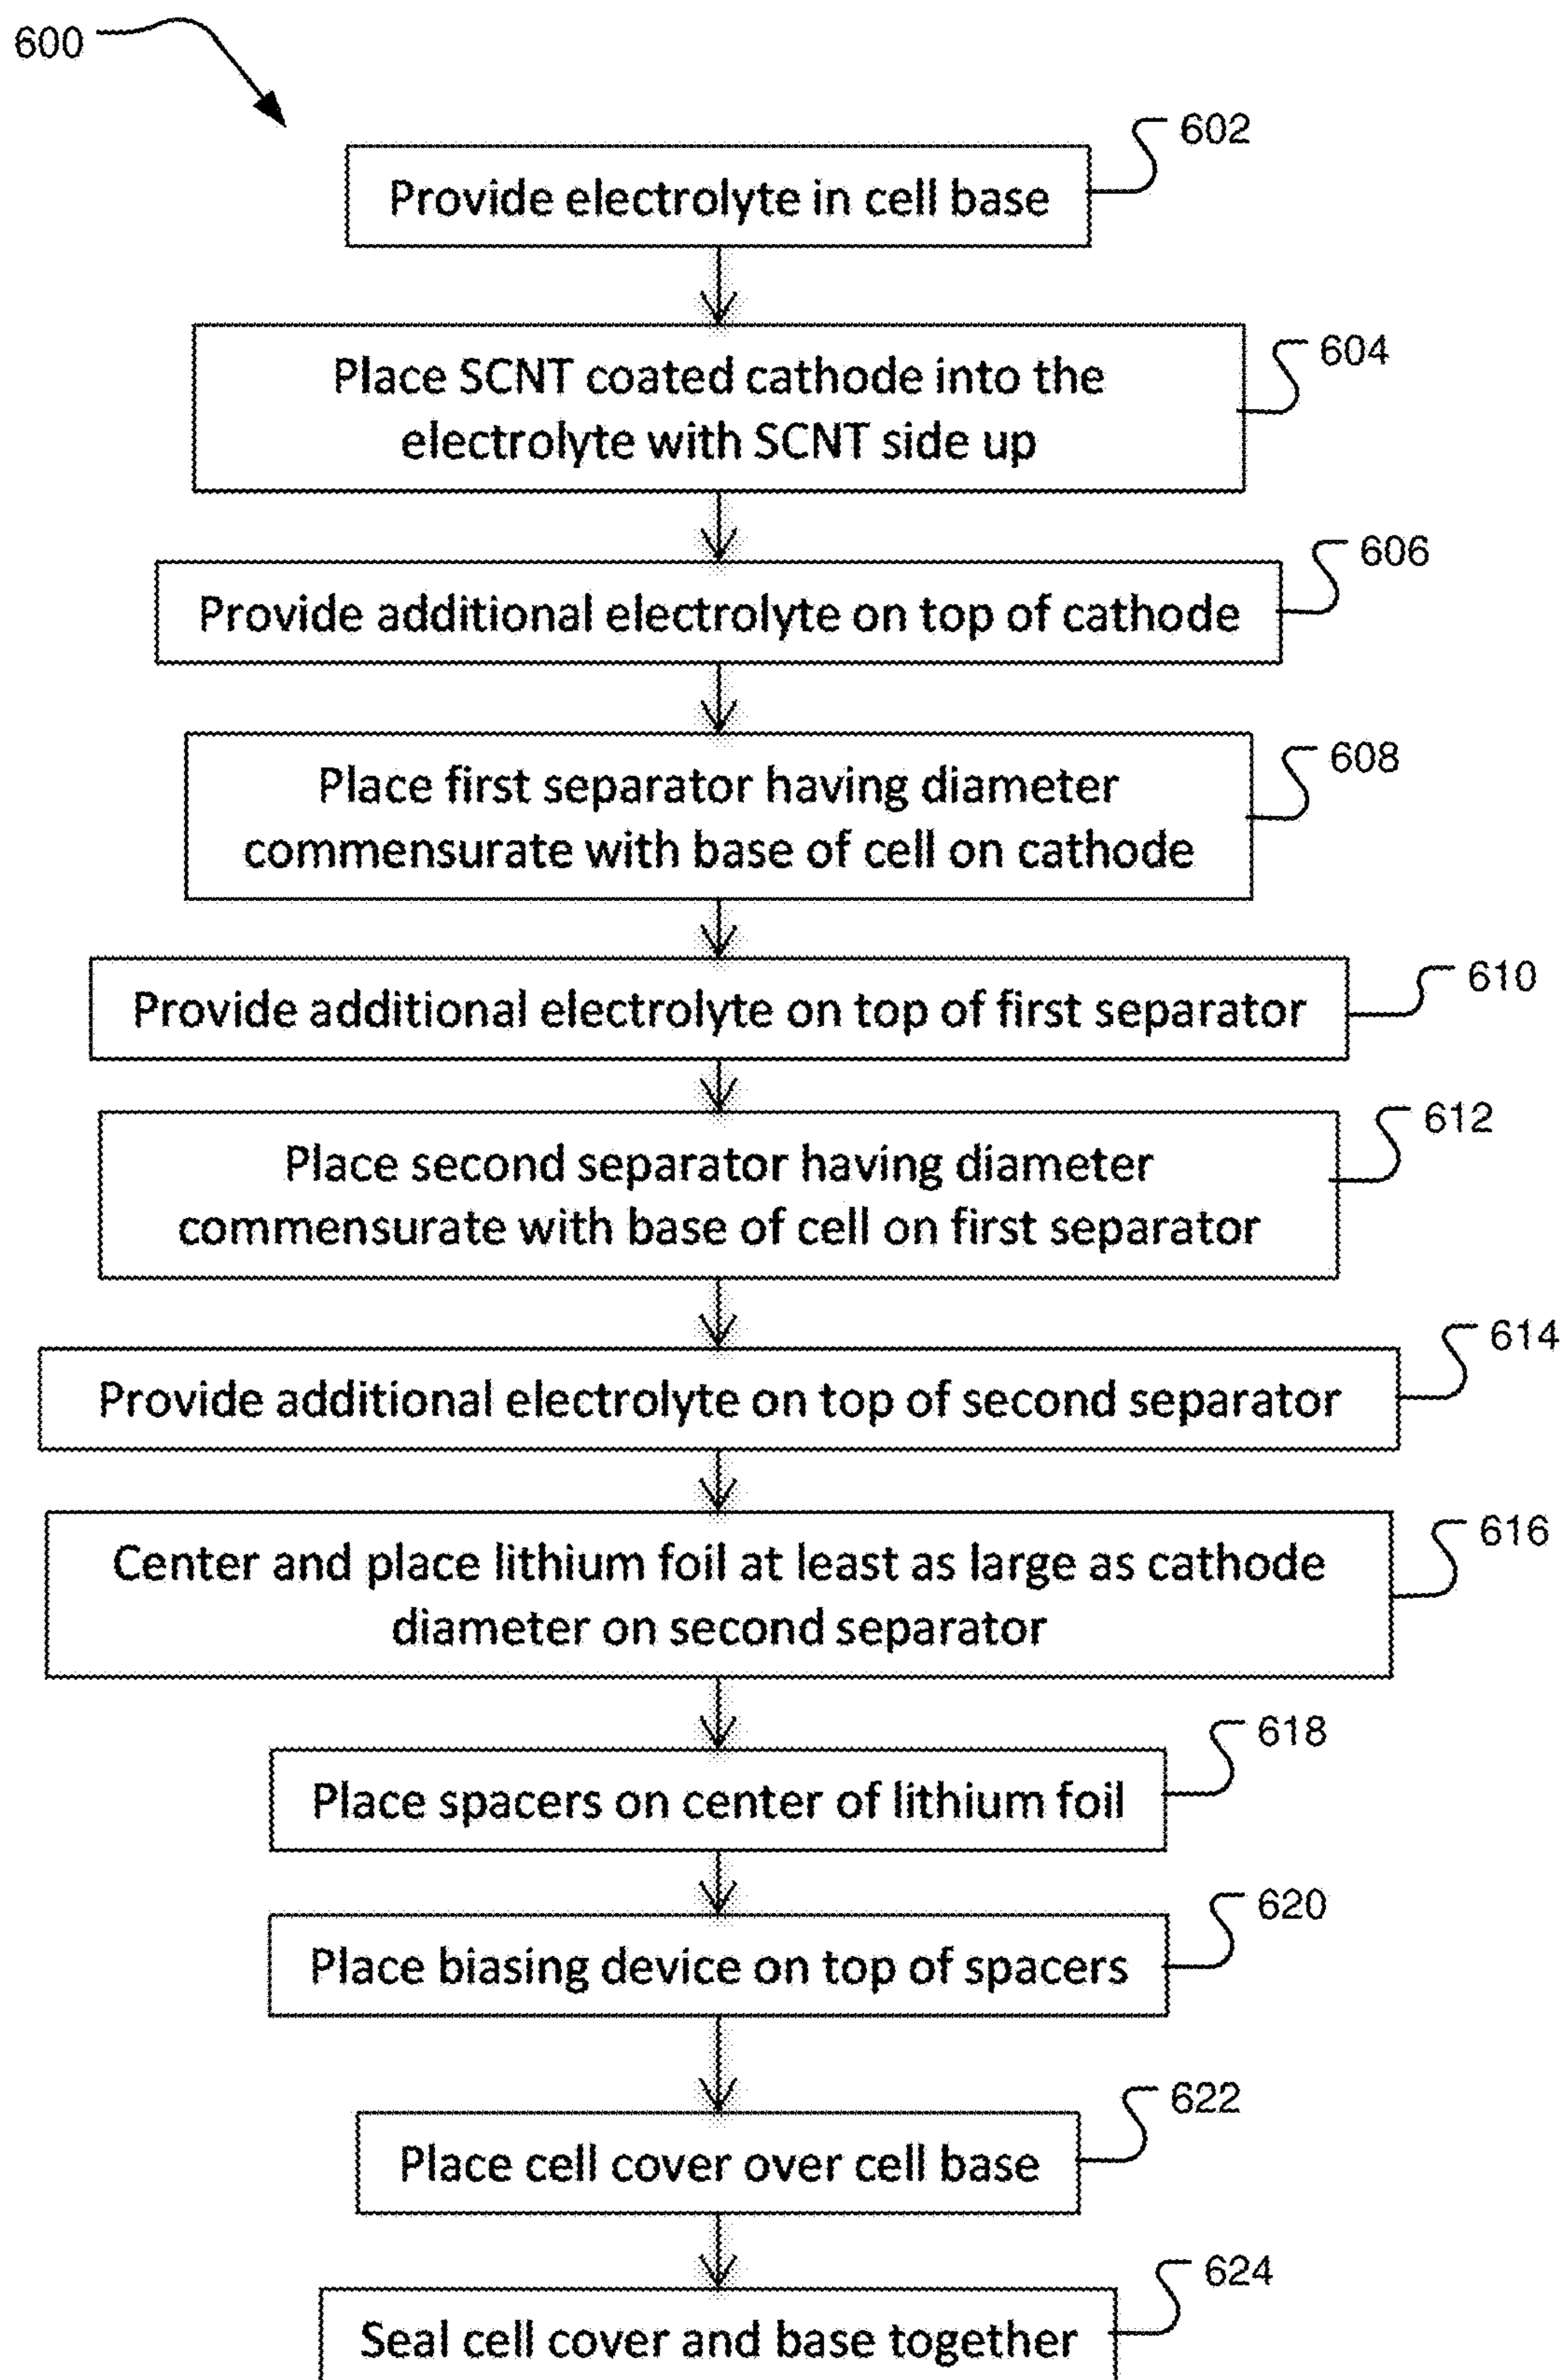 600
602
Provide electrolyte in cell base
604
Place SCNT coated cathode into the
electrolyte with SCNT side up
606
Provide additional electrolyte on top of cathode
608
Place first separator having diameter
commensurate with base of cell on cathode
610
Provide additional electrolyte on top of first separator
612
Place second separator having diameter
commensurate with base of cell on first separator
614
Provide additional electrolyte on top of second separator
616
Center and place lithium foil at least as large as cathode
diameter on second separator
618
Place spacers on center of lithium foil
620
Place biasing device on top of spacers
622
Place cell cover over cell base
624
Seal cell cover and base together